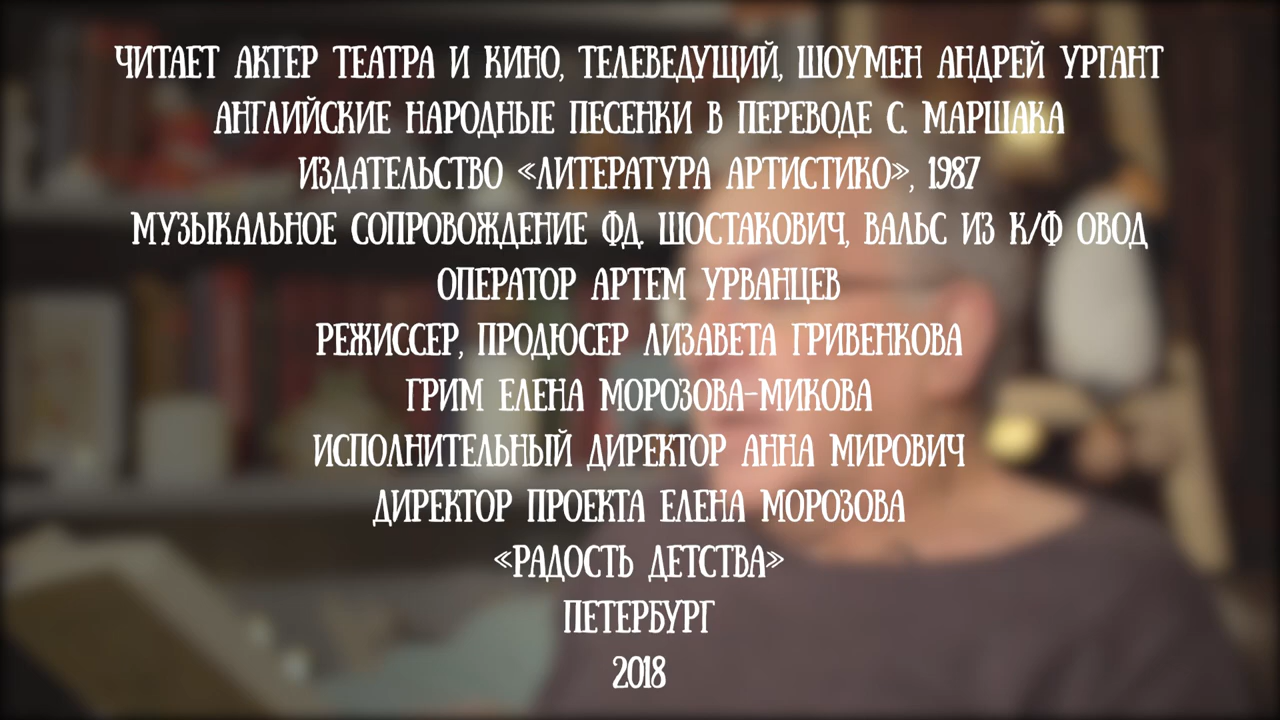 ЧИТАЕТ АКТЕР ТЕАТРА И КИНО, ТЕЛЕВЕДУЩИЙ, ШОУМЕН АНДРЕЙ УРГАНТ
АНГЛИЙСКИЕ НАРОДНЫЕ ПЕСЕНКИ В ПЕРЕВОДЕ С. МАРШАКА
ИЗДАТЕЛЬСТВО «ЛИТЕРАТУРА АРТИСТИКО», 1987
МУЗЫКАЛЬНОЕ СОПРОВОЖДЕНИЕ ФД. ШОСТАКОВИЧ, ВАЛЬС ИЗ К/Ф ОВОД
ОПЕРАТОР АРТЕМ УРВАНЦЕВ
РЕЖИССЕР, ПРОДЮСЕР ЛИЗАВЕТА ГРИВЕНКОВА
ГРИМ ЕЛЕНА МОРОЗОВА-МИКОВА
ИСПОЛНИТЕЛЬНЫЙ ДИРЕКТОР АННА МИРОВИЧ
ДИРЕКТОР ПРОЕКТА ЕЛЕНА МОРОЗОВА
«РАДОСТЬ ДЕТСТВА»
ПЕТЕРБУРГ
2018